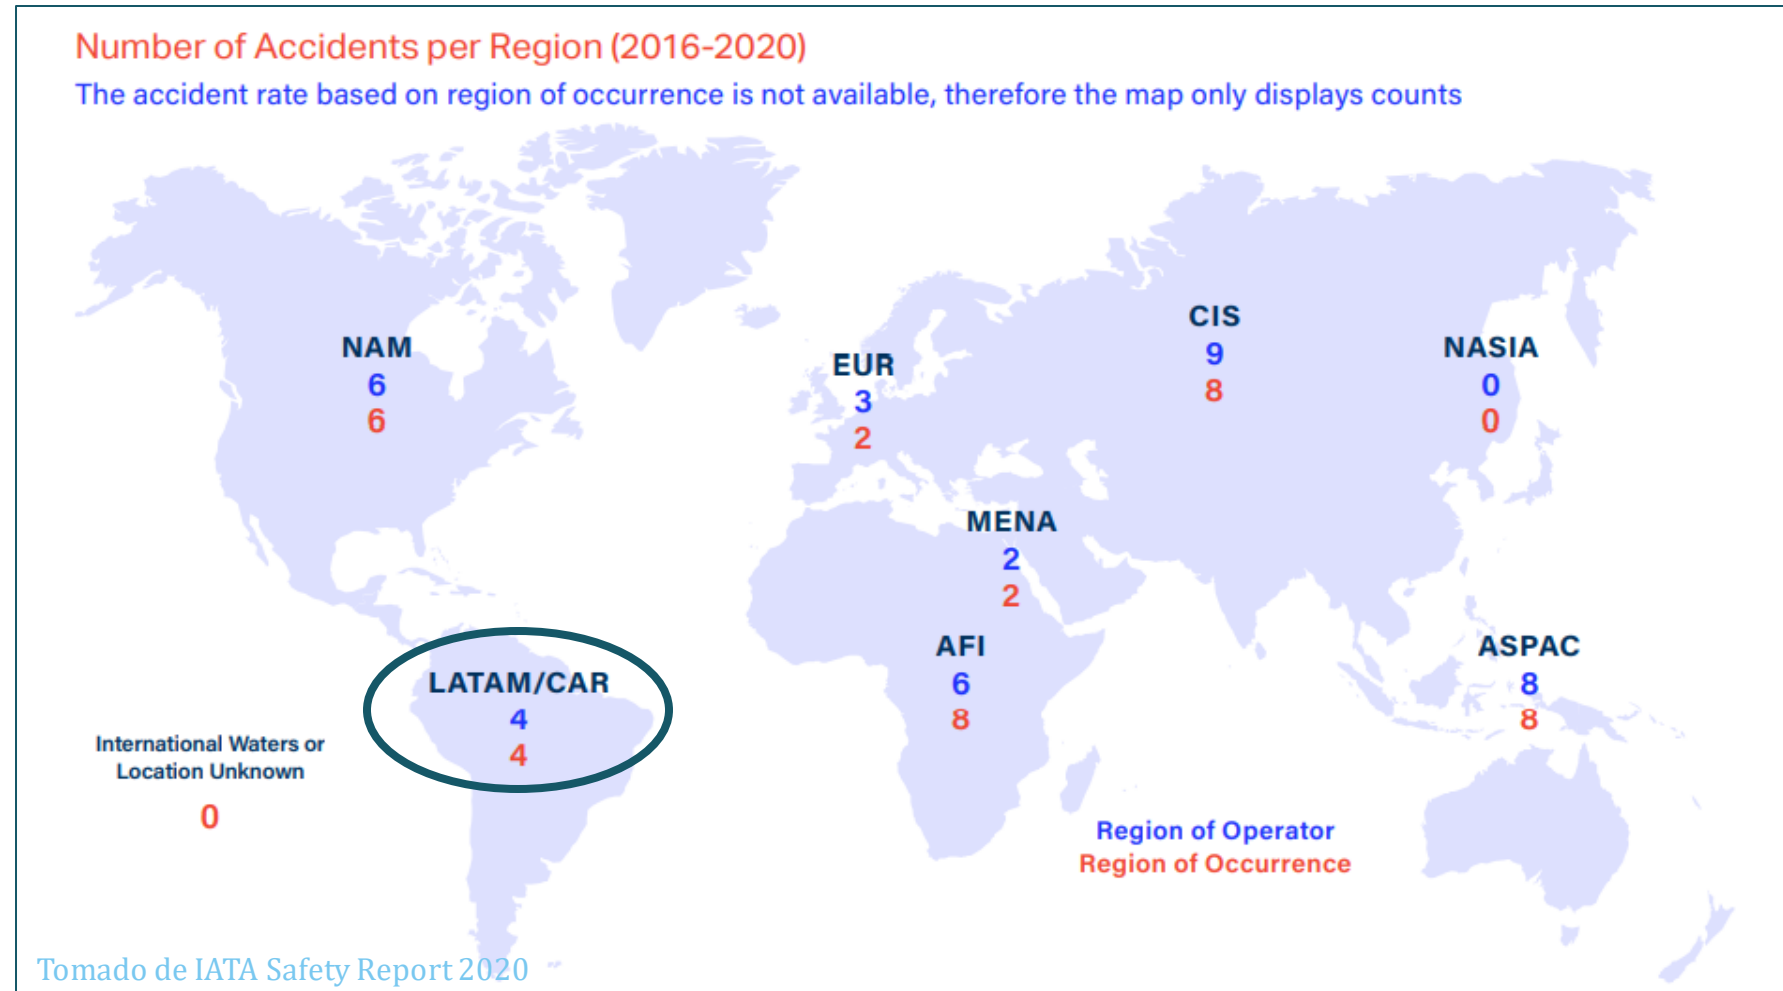 Number of Accidents per Region (2016-2020)
The accident rate based on region of occurrence is not available, therefore the map only displays counts
NAM
6
6
EUR
3
2
CIS
9
8
NASIA
0
0
MENA
2
2
AFI
6
8
ASPAC
8
8
LATAM/CAR
4
4
International Waters or
Location Unknown
0
Region of Operator
Region of Occurrence
Tomado de IATA Safety Report 2020